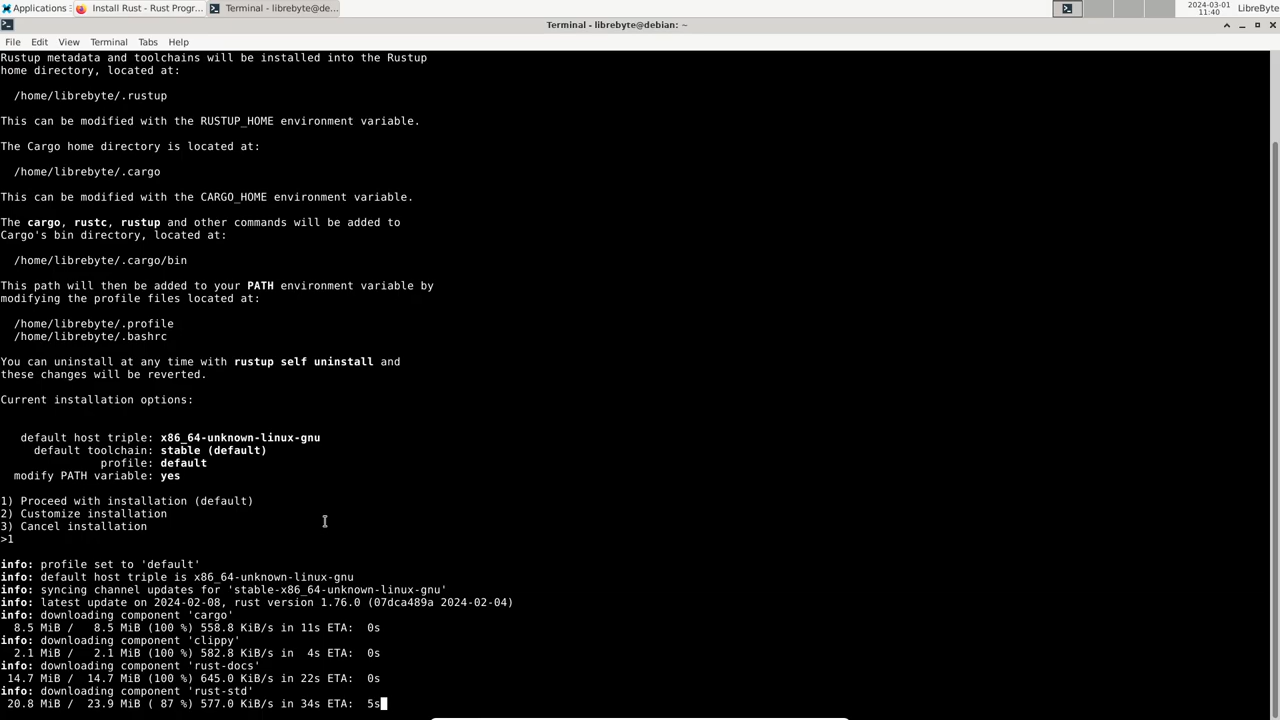 Applications
Install Rust - Rust Progr...
Terminal - librebyte@de...
2024-03-01
11:40
LibreByte
Terminal - librebyte@debian: ~
File Edit View Terminal Tabs Help
Rustup metadata and toolchains will be installed into the Rustup
home directory, located at:
/home/librebyte/.rustup
This can be modified with the RUSTUP_HOME environment variable.
The Cargo home directory is located at:
/home/librebyte/.cargo
This can be modified with the CARGO_HOME environment variable.
The cargo, rustc, rustup and other commands will be added to
Cargo's bin directory, located at:
/home/librebyte/.cargo/bin
This path will then be added to your PATH environment variable by
modifying the profile files located at:
/home/librebyte/.profile
/home/librebyte/.bashrc
You can uninstall at any time with rustup self uninstall and
these changes will be reverted.
Current installation options:
default host triple: x86_64-unknown-linux-gnu
default toolchain: stable (default)
profile: default
modify PATH variable: yes
1) Proceed with installation (default)
2) Customize installation
3) Cancel installation
>1
info: profile set to 'default'
info: default host triple is x86_64-unknown-linux-gnu
info: syncing channel updates for 'stable-x86_64-unknown-linux-gnu'
info: latest update on 2024-02-08, rust version 1.76.0 (07dca489a 2024-02-04)
info: downloading component 'cargo'
8.5 MiB /   8.5 MiB (100 %) 558.8 KiB/s in 11s ETA:  0s
info: downloading component 'clippy'
2.1 MiB /   2.1 MiB (100 %) 582.8 KiB/s in  4s ETA:  0s
info: downloading component 'rust-docs'
14.7 MiB /  14.7 MiB (100 %) 645.0 KiB/s in 22s ETA:  0s
info: downloading component 'rust-std'
20.8 MiB /  23.9 MiB ( 87 %) 577.0 KiB/s in 34s ETA:  5s